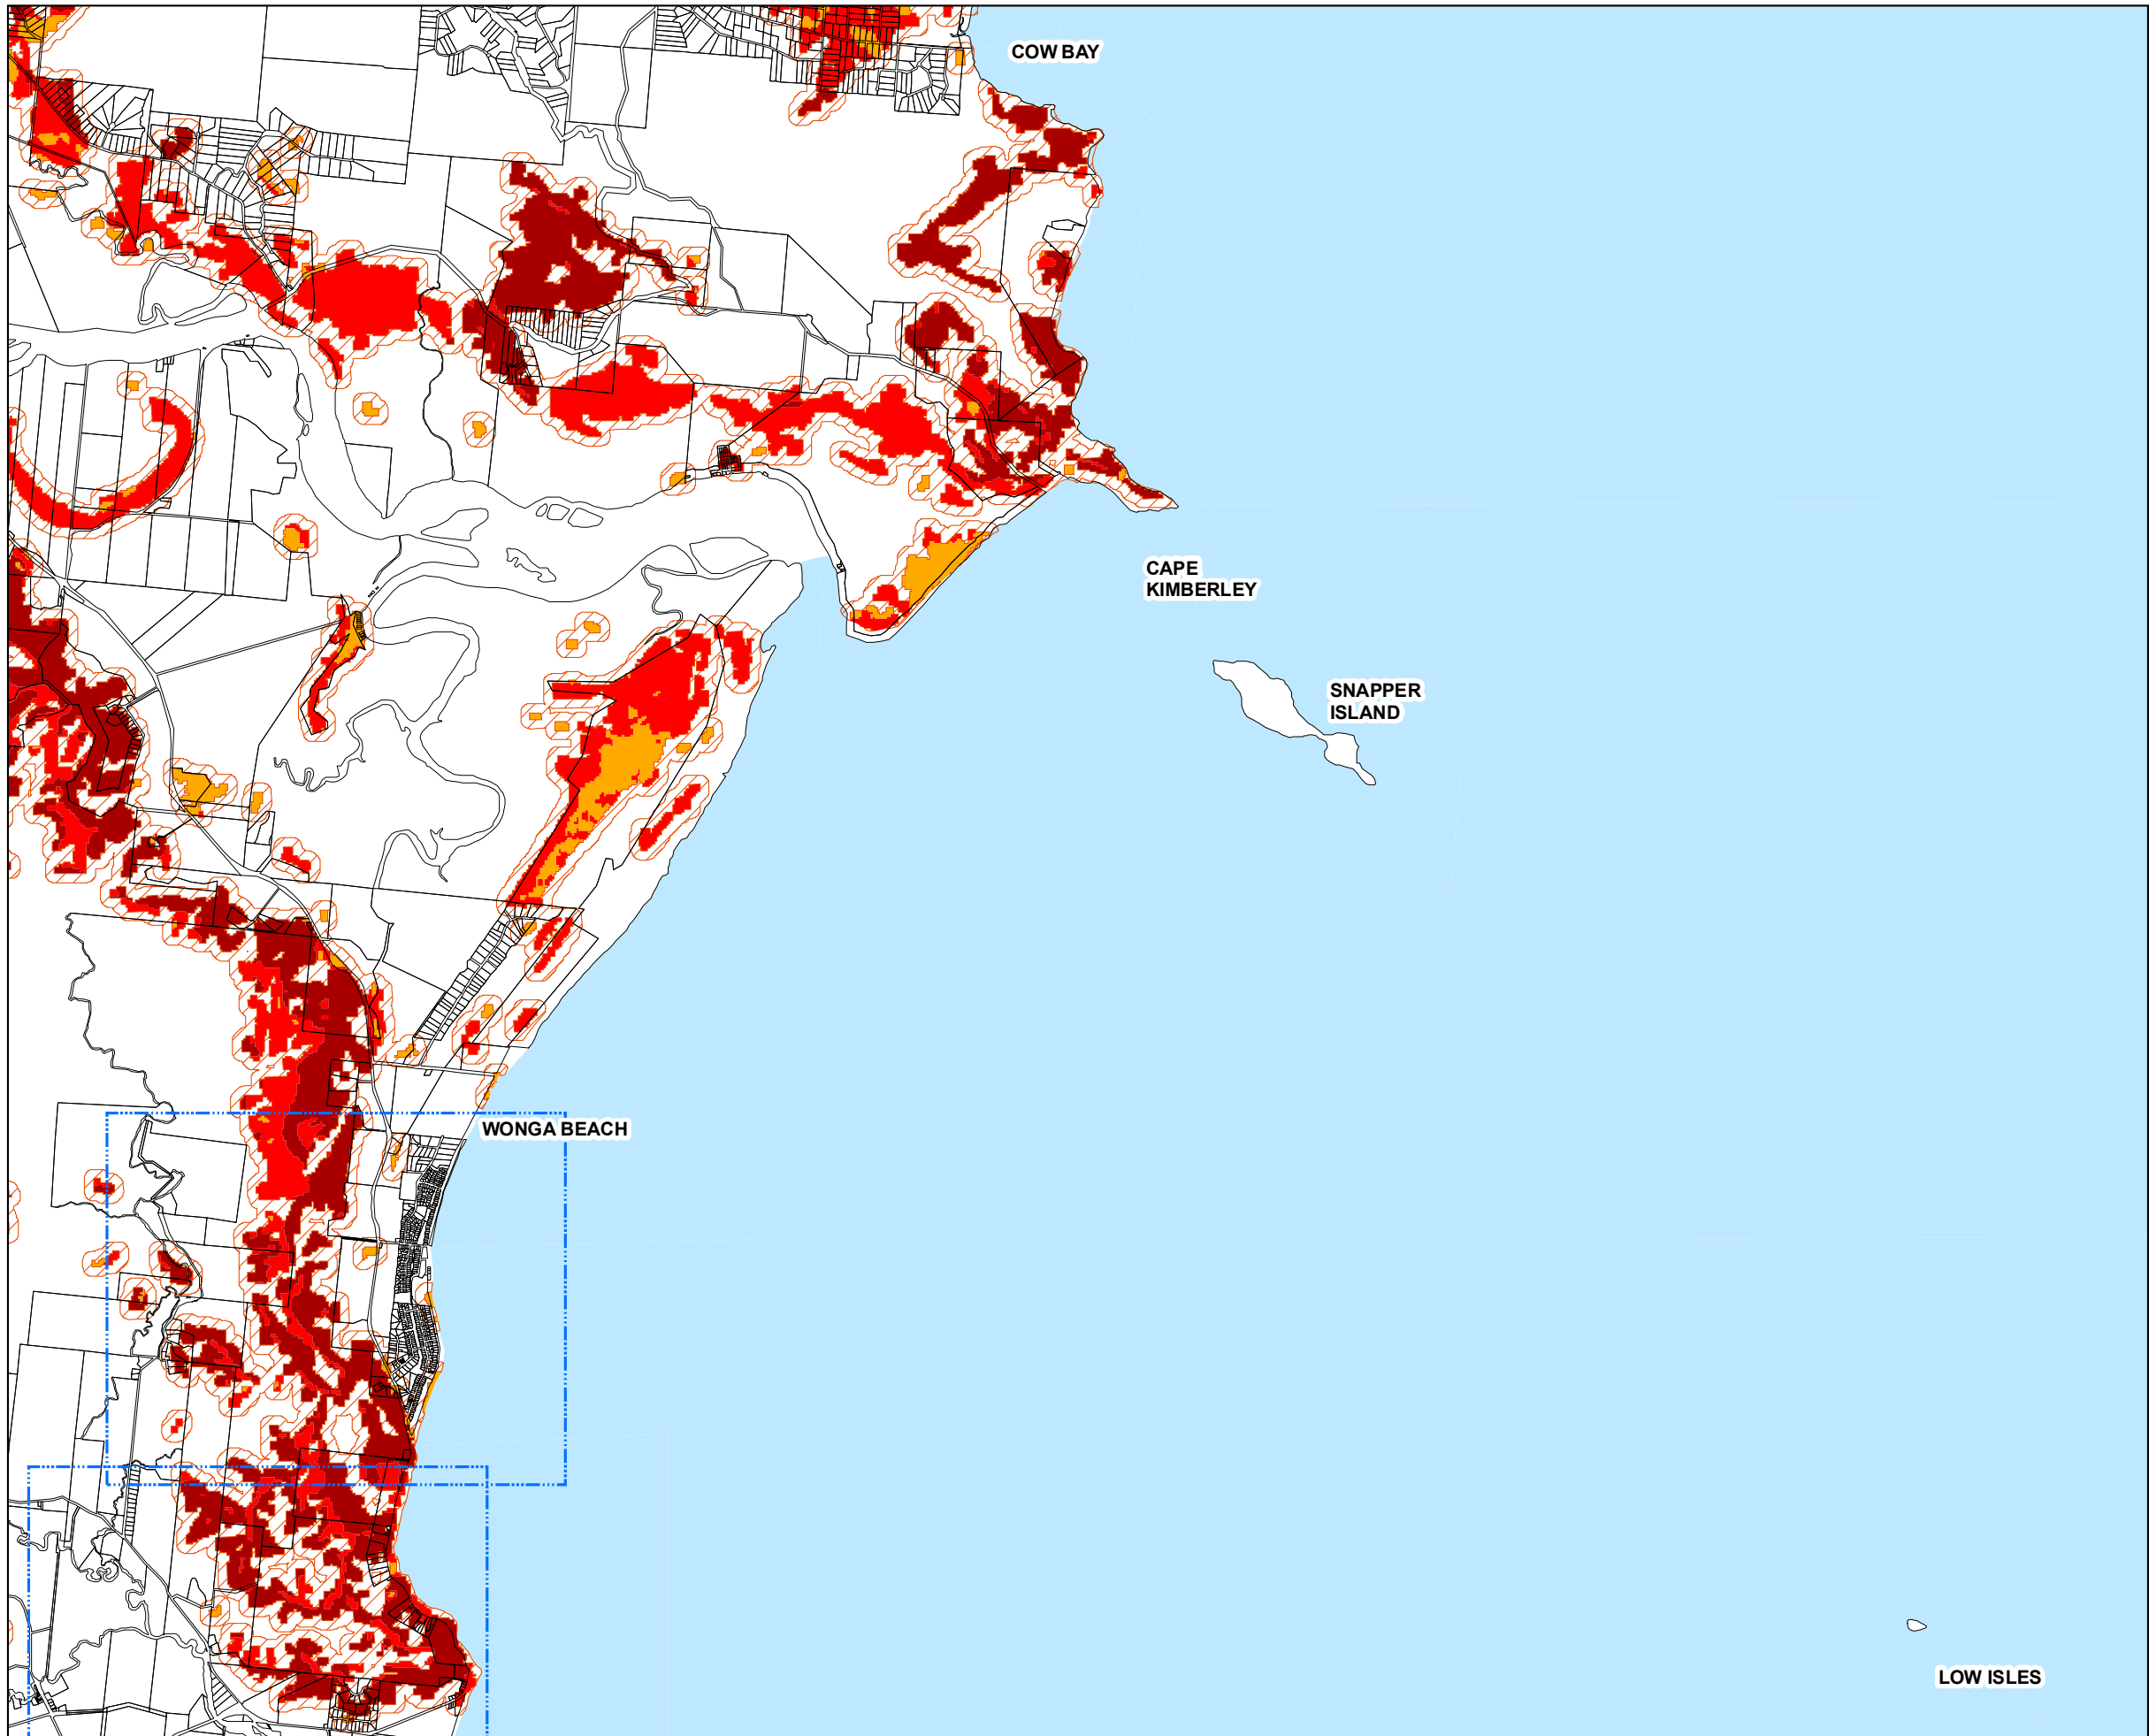 COW BAY
CAPE
KIMBERLEY
SNAPPER
ISLAND
WONGA BEACH
LOW ISLES